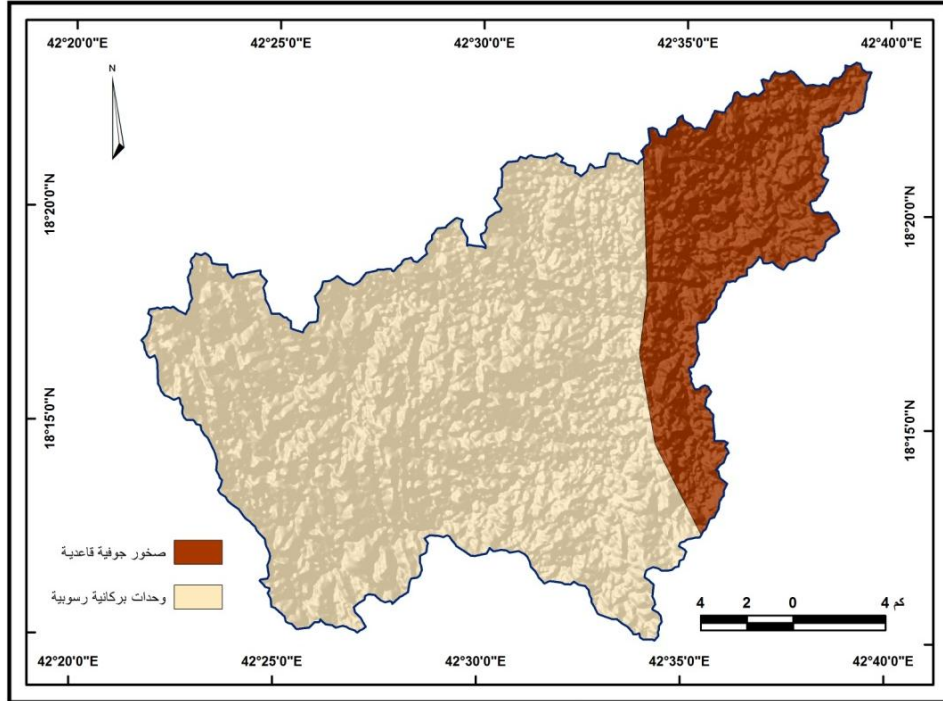 42°20'0"E 42°25'0"E 42°30'0"E 42°35'0"E 42°40'0"E
N
18°20'0"N 18°20'0"N
18°15'0"N 18°15'0"N
صخور جوفية قاعدية
وحدات بركانية رسوبية
4 2 0 4 كم
42°20'0"E 42°25'0"E 42°30'0"E 42°35'0"E 42°40'0"E